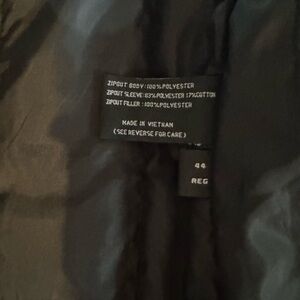 ZIPOUT BODY:100%POLYESTER
ZIPOUT SLEEVE:83%POLYESTER 17%COTTON
ZIPOUT FILLER:100%POLYESTER
MADE IN VIETNAM
(SEE REVERSE FOR CARE)
44
REG